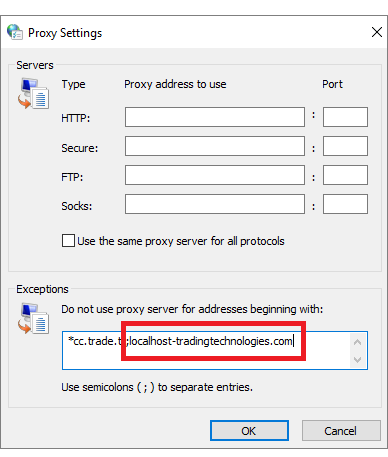 Proxy Settings
Servers
Type Proxy address to use Port
HTTP: :
Secure: :
FTP: :
Socks: :
Use the same proxy server for all protocols
Exceptions
Do not use proxy server for addresses beginning with:
*cc.trade.t;localhost-tradingtechnologies.com
Use semicolons ( ; ) to separate entries.
OK Cancel